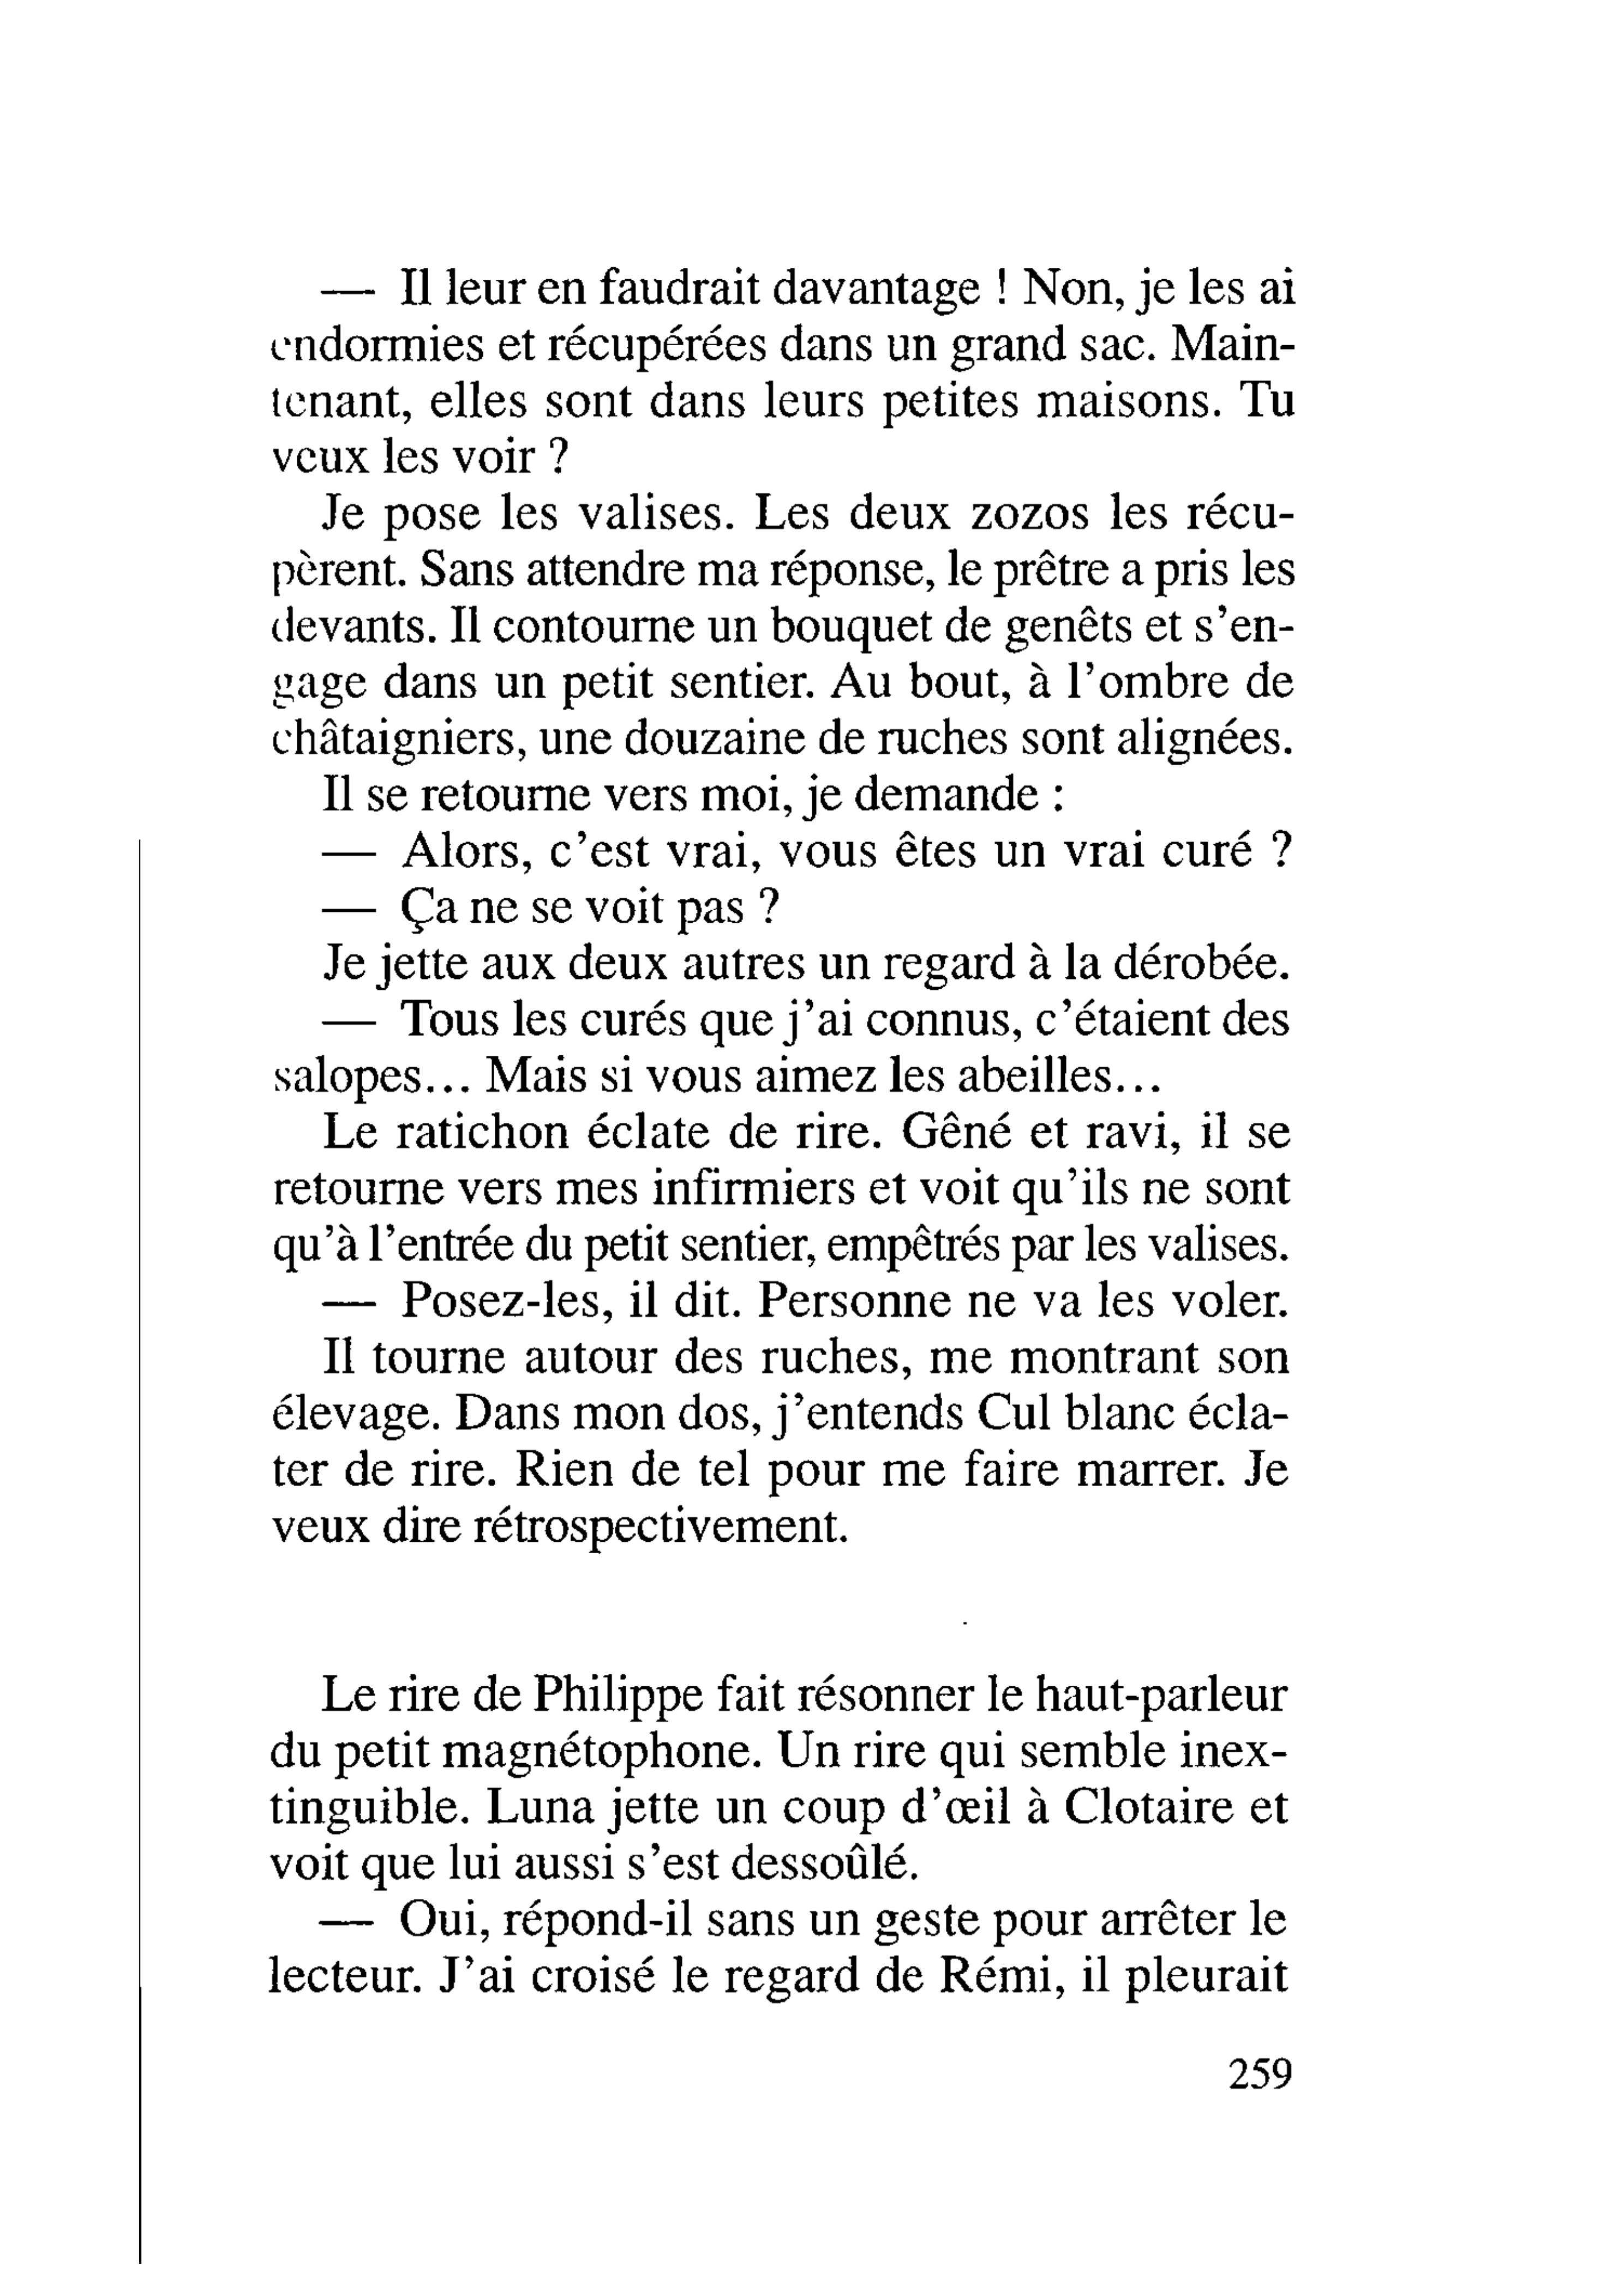 — Il leur en faudrait davantage ! Non, je les ai
endormies et récupérées dans un grand sac. Main-
tenant, elles sont dans leurs petites maisons. Tu
veux les voir ?
Je pose les valises. Les deux zozos les récu-
pèrent. Sans attendre ma réponse, le prêtre a pris les
devants. Il contourne un bouquet de genêts et s'en-
gage dans un petit sentier. Au bout, à l'ombre de
châtaigniers, une douzaine de ruches sont alignées.
Il se retourne vers moi, je demande :
— Alors, c'est vrai, vous êtes un vrai curé ?
— Ça ne se voit pas ?
Je jette aux deux autres un regard à la dérobée.
— Tous les curés que j'ai connus, c'étaient des
salopes... Mais si vous aimez les abeilles...
Le ratichon éclate de rire. Gêné et ravi, il se
retourne vers mes infirmiers et voit qu'ils ne sont
qu'à l'entrée du petit sentier, empêtrés par les valises.
— Posez-les, il dit. Personne ne va les voler.
Il tourne autour des ruches, me montrant son
élevage. Dans mon dos, j'entends Cul blanc écla-
ter de rire. Rien de tel pour me faire marrer. Je
veux dire rétrospectivement.
Le rire de Philippe fait résonner le haut-parleur
du petit magnétophone. Un rire qui semble inex-
tinguible. Luna jette un coup d'œil à Clotaire et
voit que lui aussi s'est dessoûlé.
— Oui, répond-il sans un geste pour arrêter le
lecteur. J'ai croisé le regard de Rémi, il pleurait
259